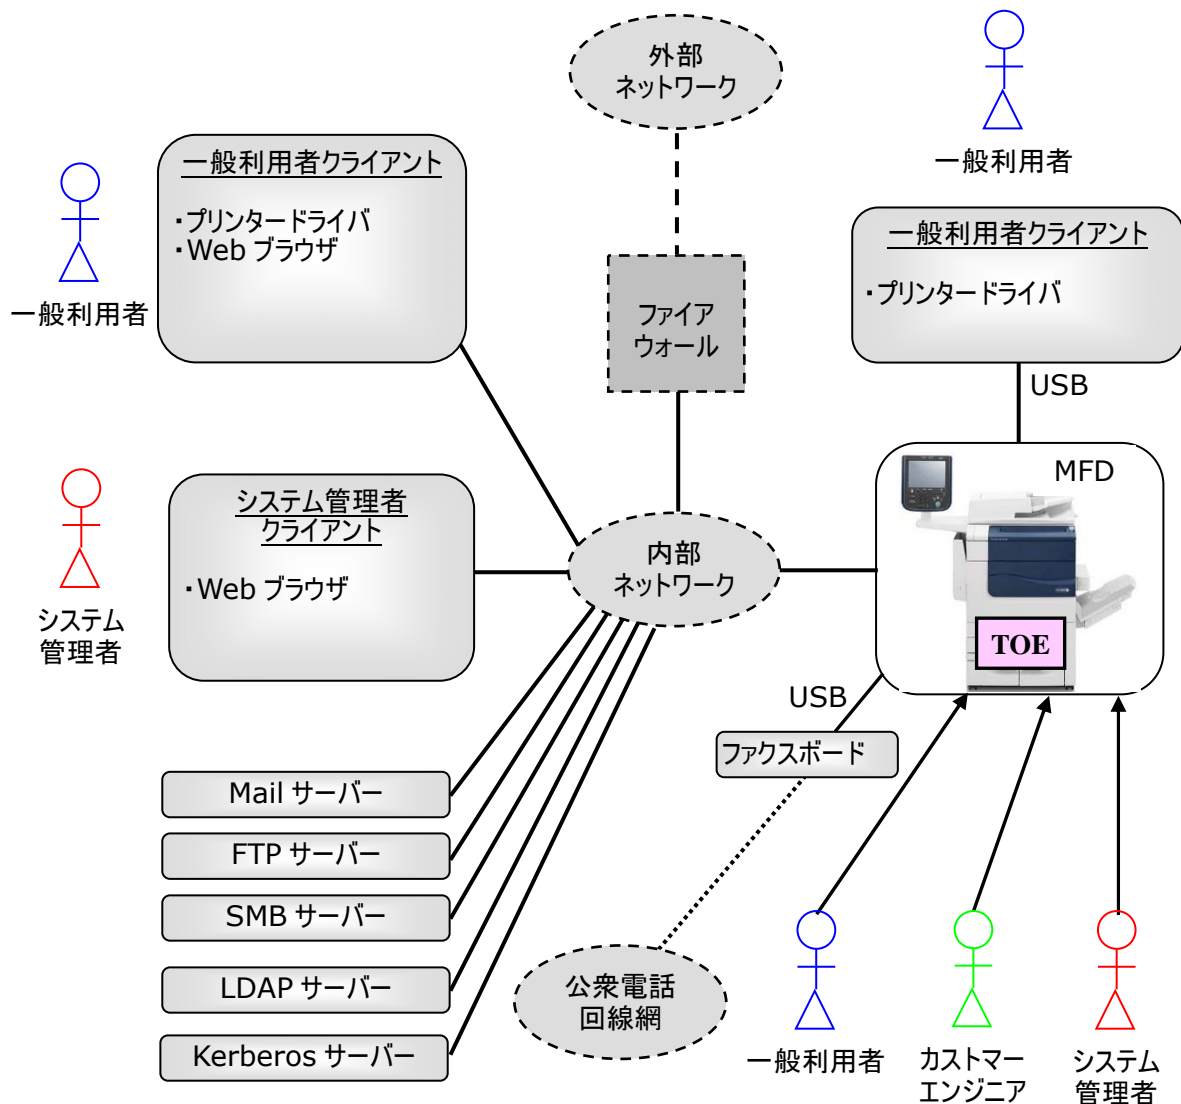 外部
ネットワーク
一般利用者
一般利用者クライアント
・プリンタードライバ
・Web ブラウザ
一般利用者
一般利用者クライアント
・プリンタードライバ
ファイア
ウォール
USB
MFD
システム管理者
クライアント
・Web ブラウザ
システム
管理者
内部
ネットワーク
TOE
USB
ファクスボード
Mail サーバー
FTP サーバー
SMB サーバー
LDAP サーバー
Kerberos サーバー
公衆電話
回線網
一般利用者
カストマー
エンジニア
システム
管理者